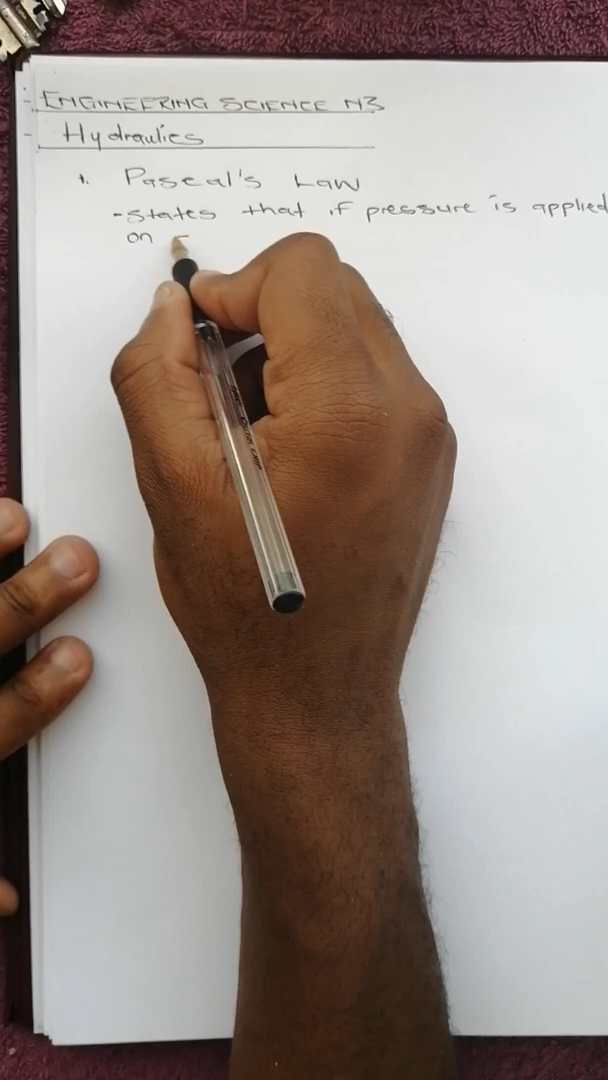 ENGINEERING SCIENCE N3
Hydraulics
1. Pascal's Law
- states that if pressure is applied
on